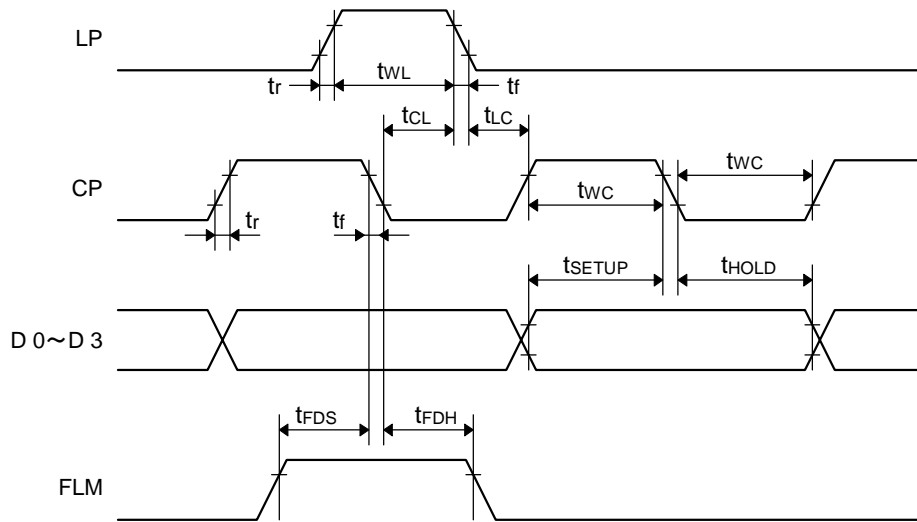 LP
tr
tWL
tf
tCL
tLC
CP
tWC
tWC
tr
tf
tSETUP
tHOLD
D 0～D 3
tFDS
tFDH
FLM